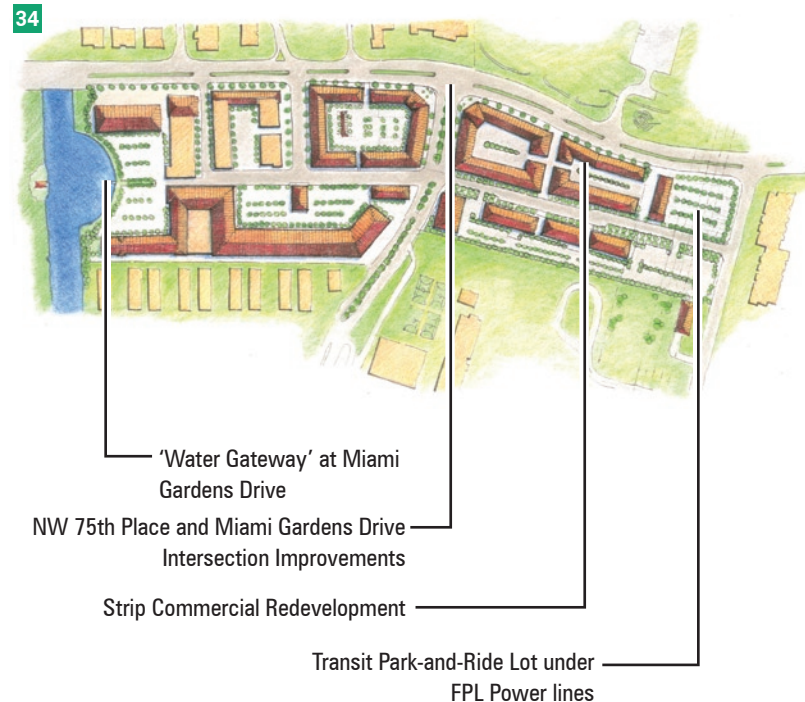 34
‘Water Gateway’ at Miami
Gardens Drive
NW 75th Place and Miami Gardens Drive
Intersection Improvements
Strip Commercial Redevelopment
Transit Park-and-Ride Lot under
FPL Power lines